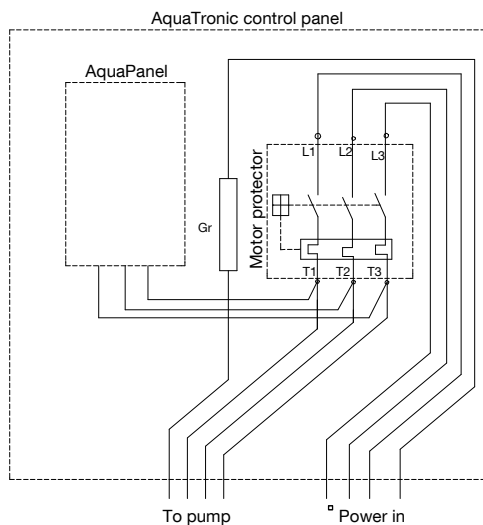 AquaTronic control panel
AquaPanel
Motor protector
L1 L2 L3
Gr
T1 T2 T3
To pump
Power in